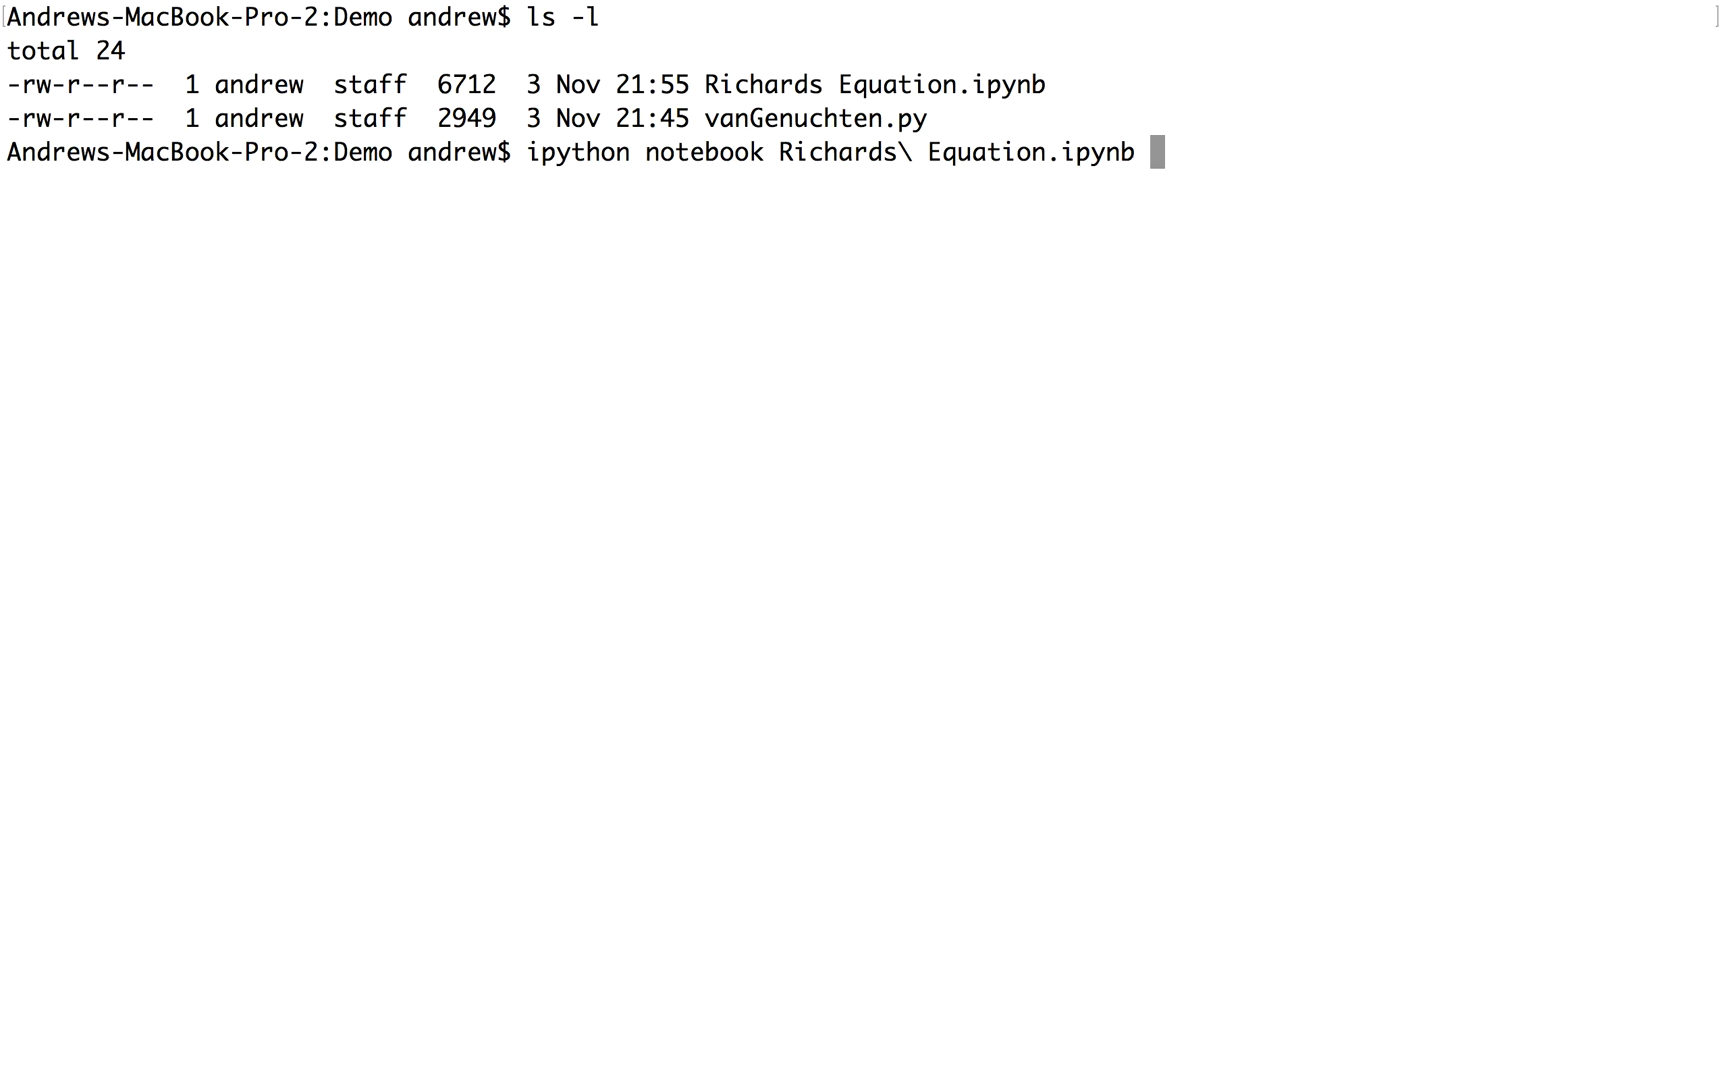 [Andrews-MacBook-Pro-2:Demo andrew$ ls -l ]
total 24
-rw-r--r--  1 andrew  staff  6712  3 Nov 21:55 Richards Equation.ipynb
-rw-r--r--  1 andrew  staff  2949  3 Nov 21:45 vanGenuchten.py
Andrews-MacBook-Pro-2:Demo andrew$ ipython notebook Richards\ Equation.ipynb